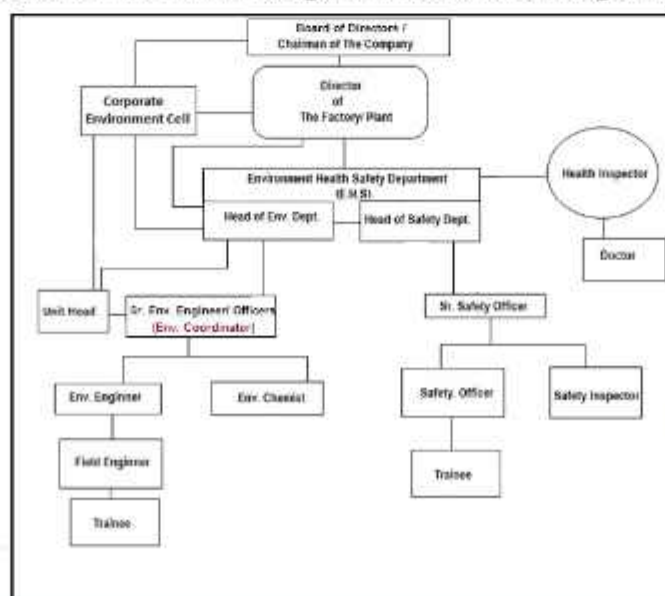 Board of Directors /
Chairman of The Company
Director
of
The Factory/Plant
Corporate
Environment Cell
Environment Health Safety Department
(E.H.S).
Health Inspector
Head of Env. Dept.
Head of Safety Dept.
Doctor
Unit Head
Sr. Env. Engineer/ Officers
(Env. Coordinator)
Sr. Safety Officer
Env. Enginner
Env. Chemist
Safety. Officer
Safety Inspector
Field Enginner
Trainee
Trainee